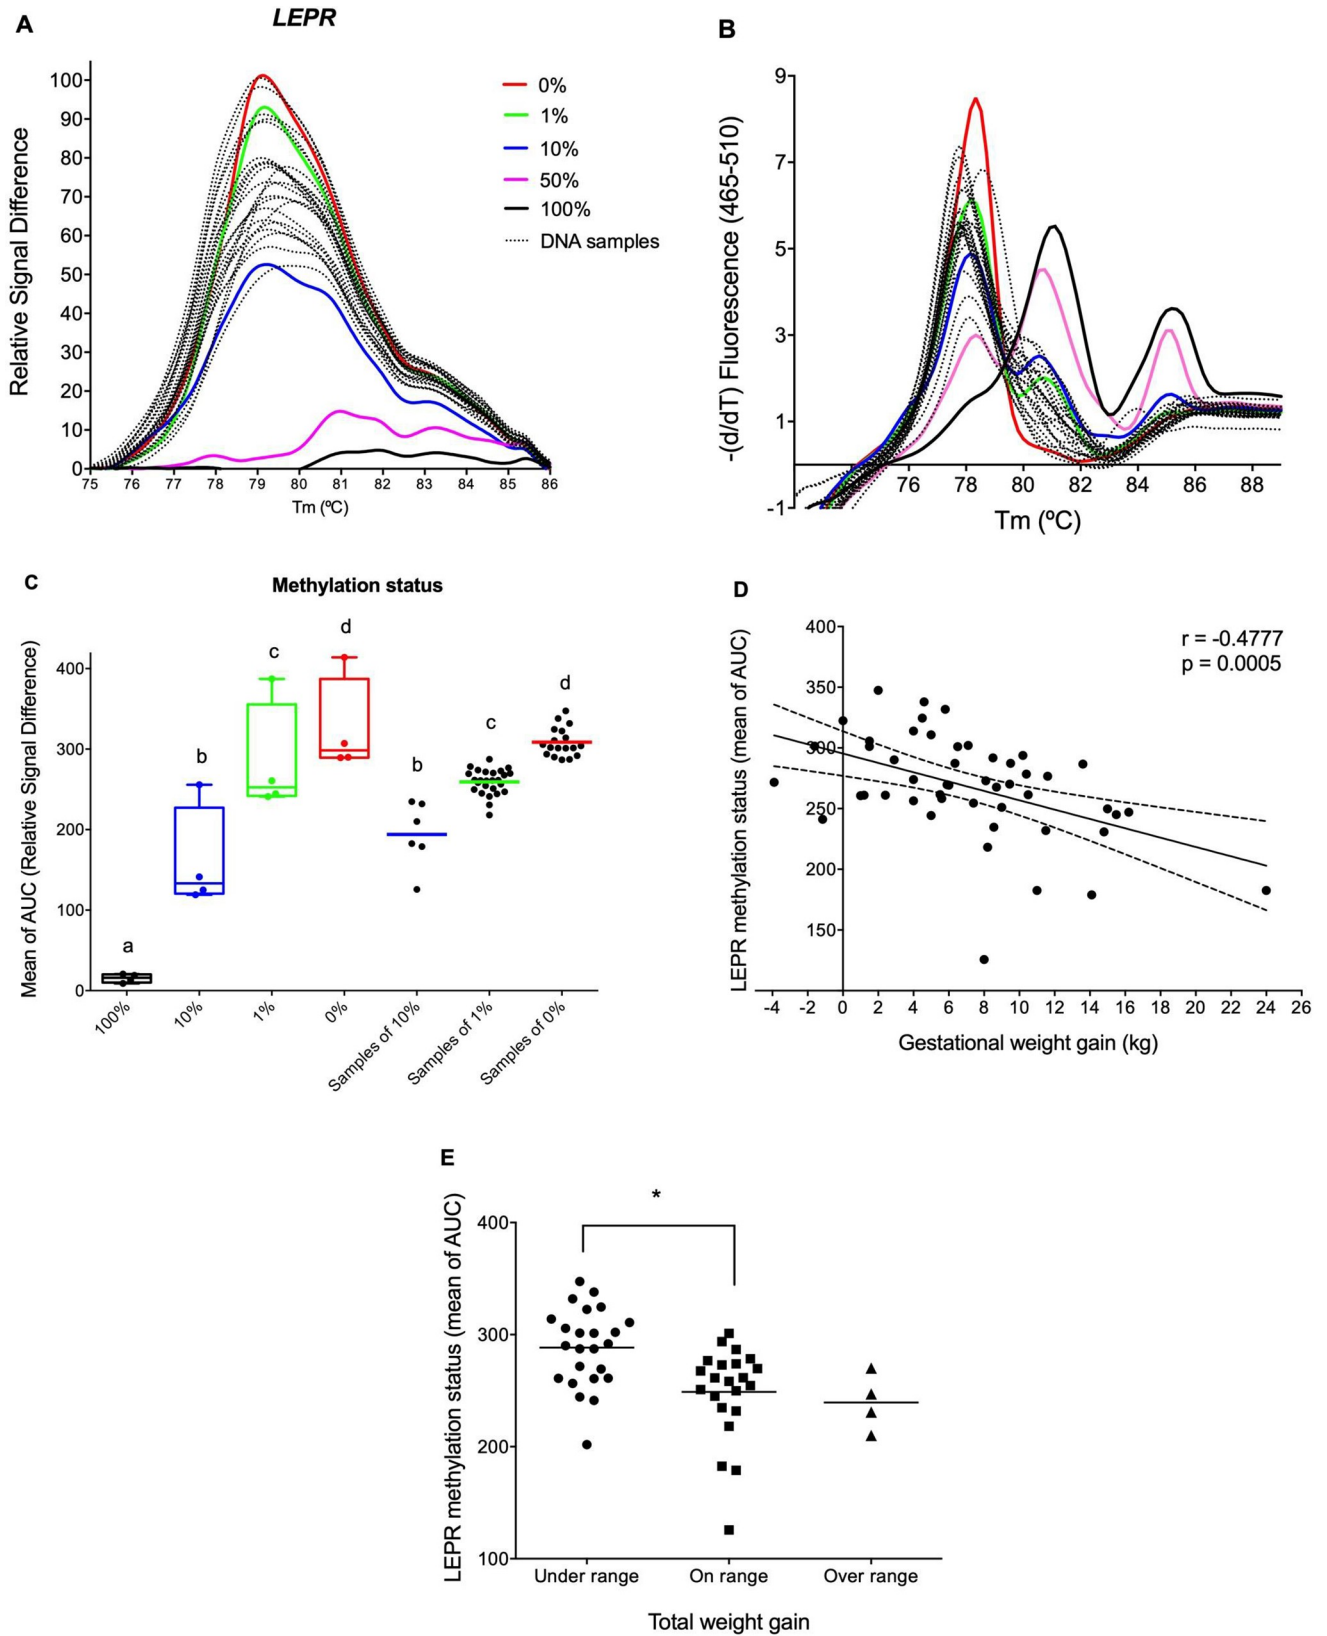 A
LEPR
Relative Signal Difference
100
90
80
70
60
50
40
30
20
10
0
75 76 77 78 79 80 81 82 83 84 85 86
Tm (ºC)
0%
1%
10%
50%
100%
DNA samples
B
-(d/dT) Fluorescence (465-510)
9
7
5
3
1
-1
76 78 80 82 84 86 88
Tm (ºC)
C
Methylation status
Mean of AUC (Relative Signal Difference)
400
300
200
100
0
a
b
c
d
b
c
d
100%
10%
1%
0%
Samples of 10%
Samples of 1%
Samples of 0%
D
LEPR methylation status (mean of AUC)
400
350
300
250
200
150
r = -0.4777
p = 0.0005
-4 -2 0 2 4 6 8 10 12 14 16 18 20 22 24 26
Gestational weight gain (kg)
E
LEPR methylation status (mean of AUC)
400
300
200
100
*
Under range On range Over range
Total weight gain